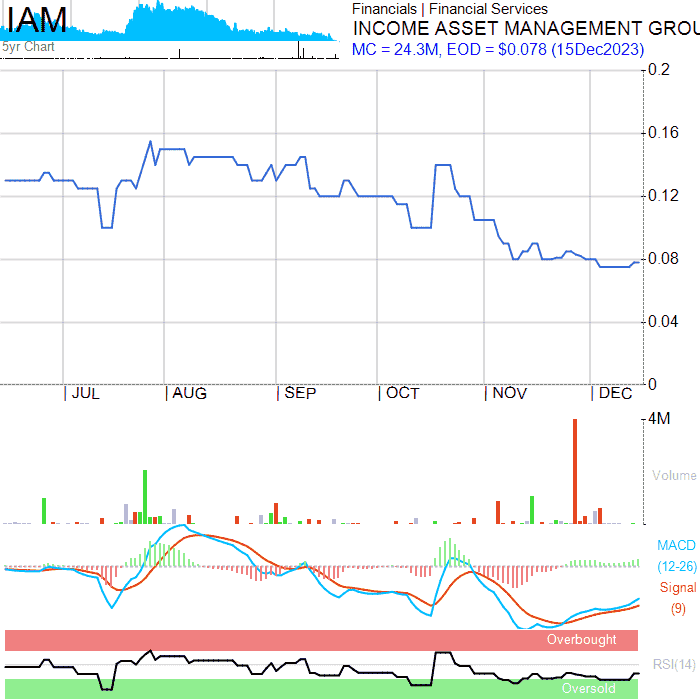 IAM
5yr Chart
Financials | Financial Services
INCOME ASSET MANAGEMENT GROU
MC = 24.3M, EOD = $0.078 (15Dec2023)
0.2
0.16
0.12
0.08
0.04
0
JUL AUG SEP OCT NOV DEC
4M
Volume
MACD
(12-26)
Signal
(9)
Overbought
RSI(14)
Oversold